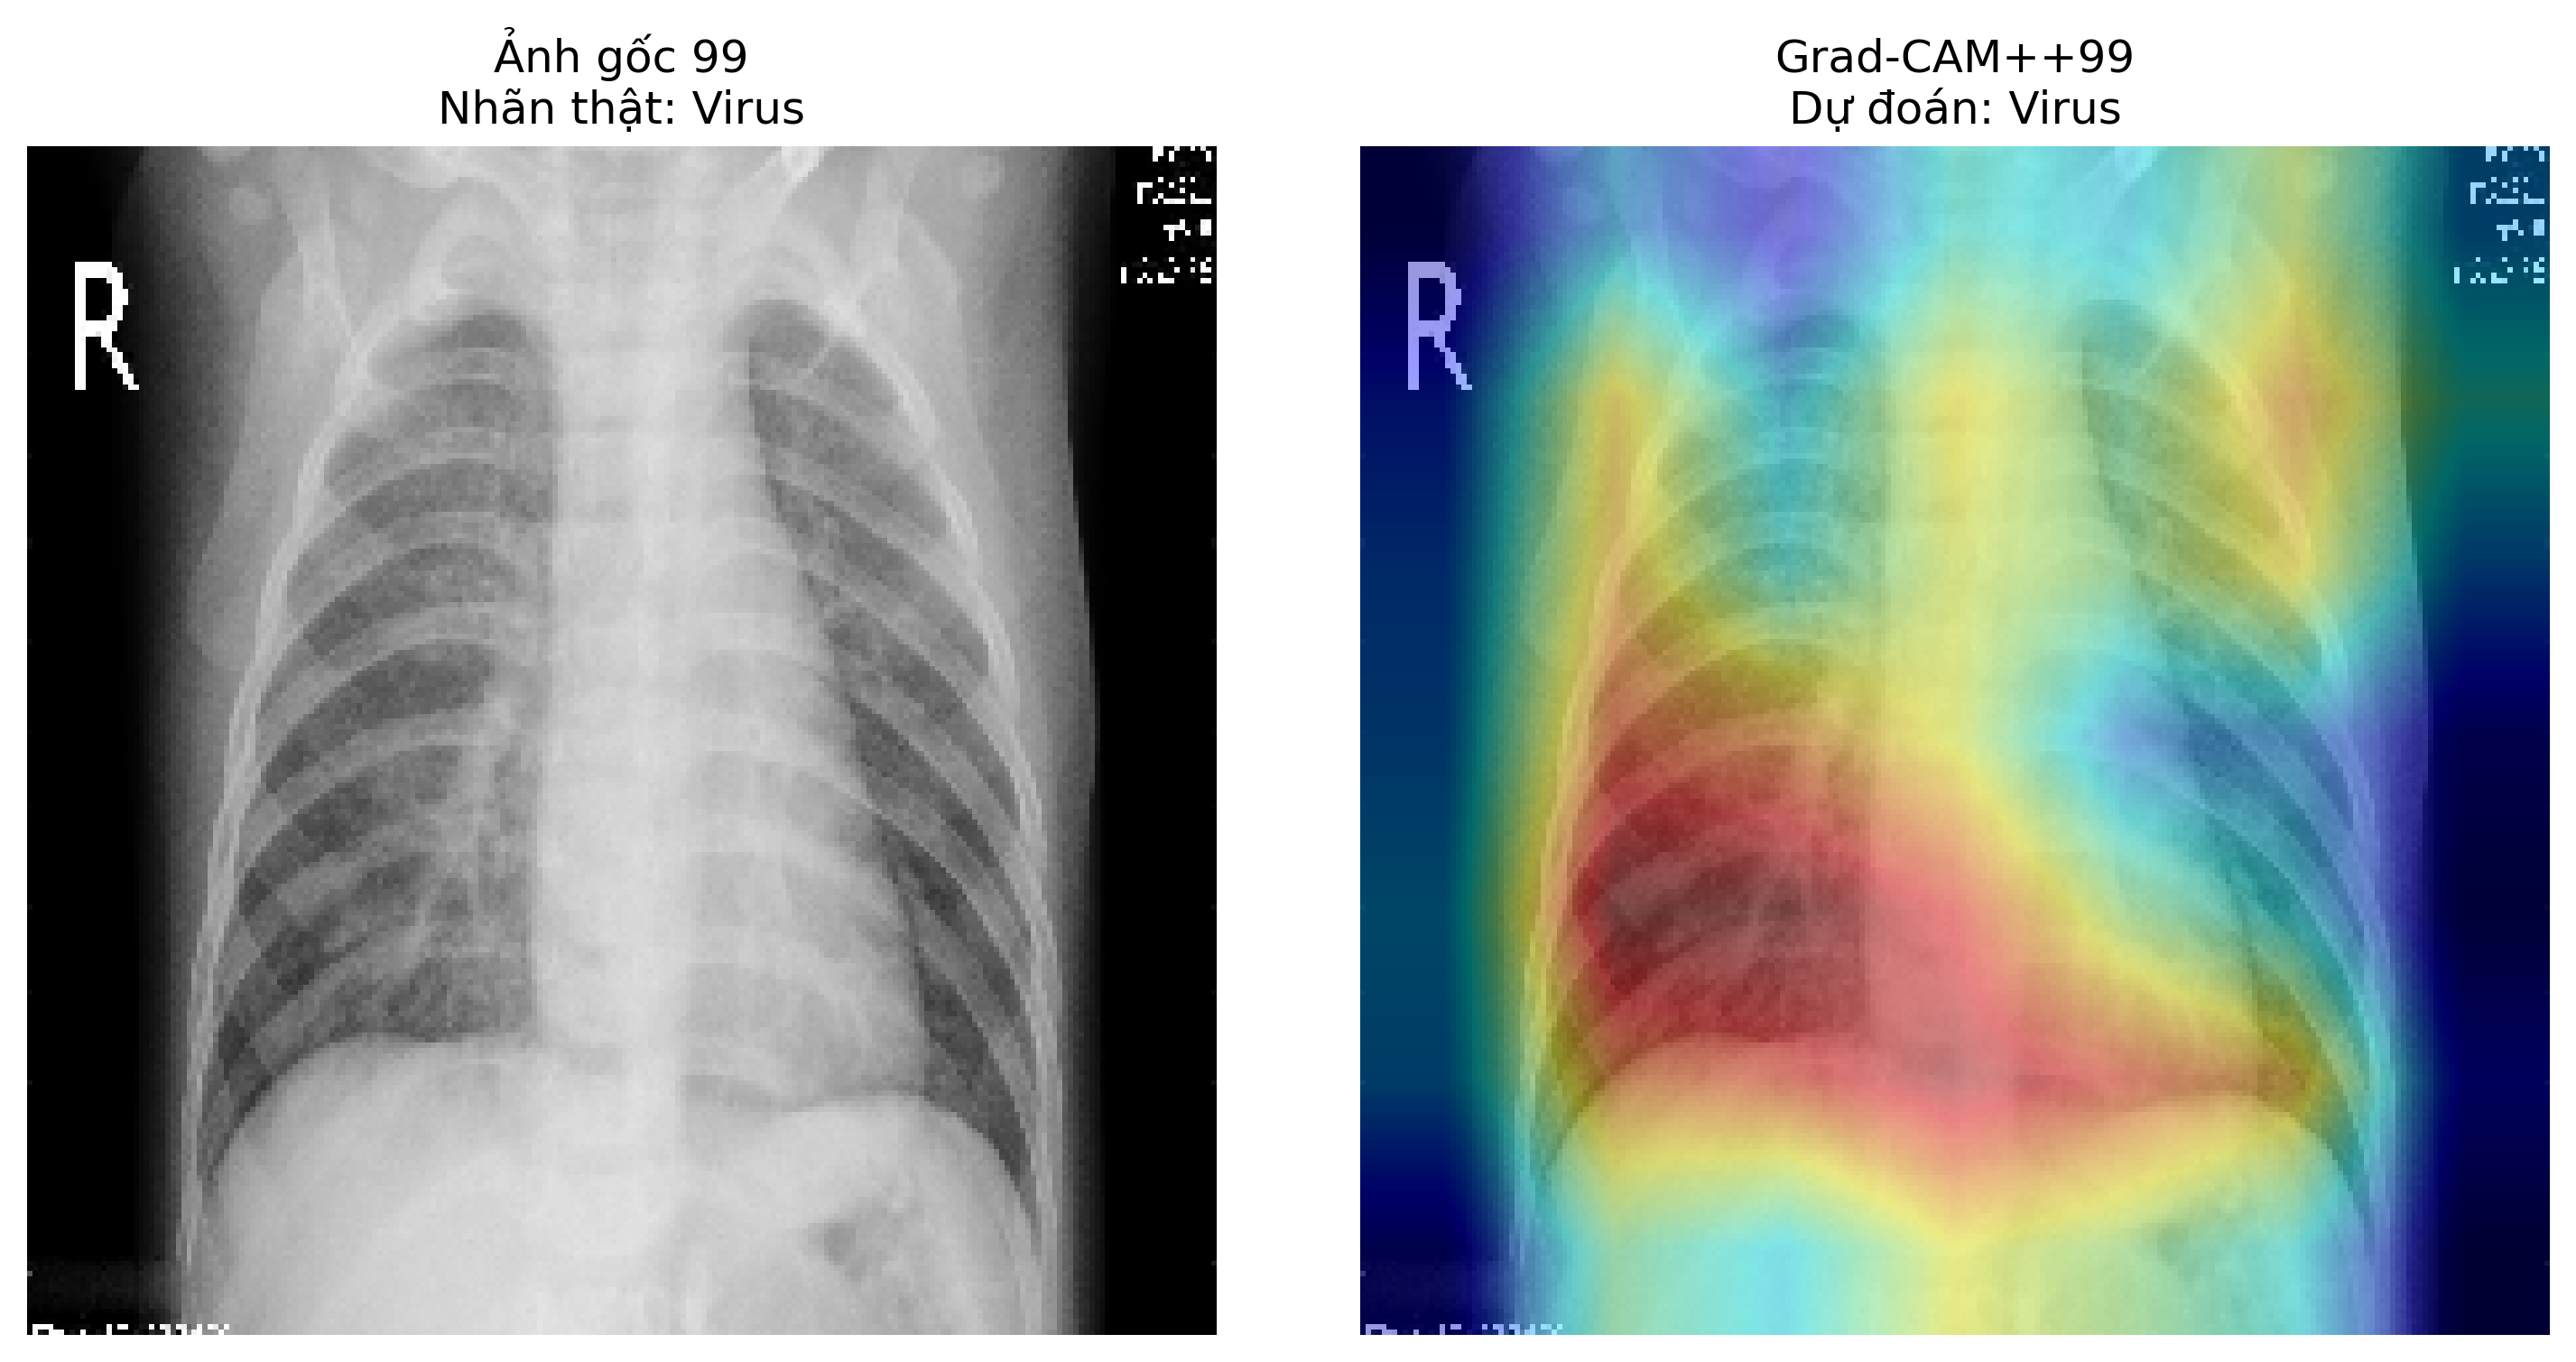 Ảnh gốc 99
Nhãn thật: Virus
Grad-CAM++99
Dự đoán: Virus
R
R